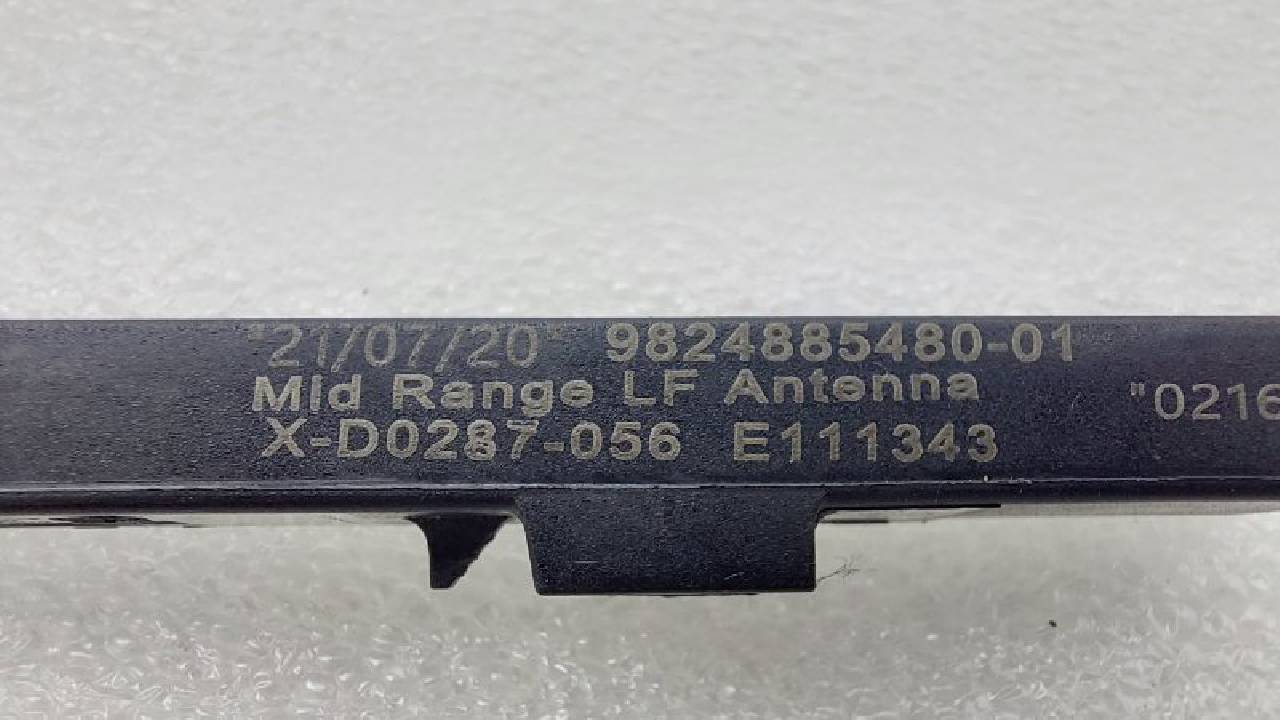 "21/07/20" 9824885480-01
Mid Range LF Antenna
X-D0287-056 E111343
"0216